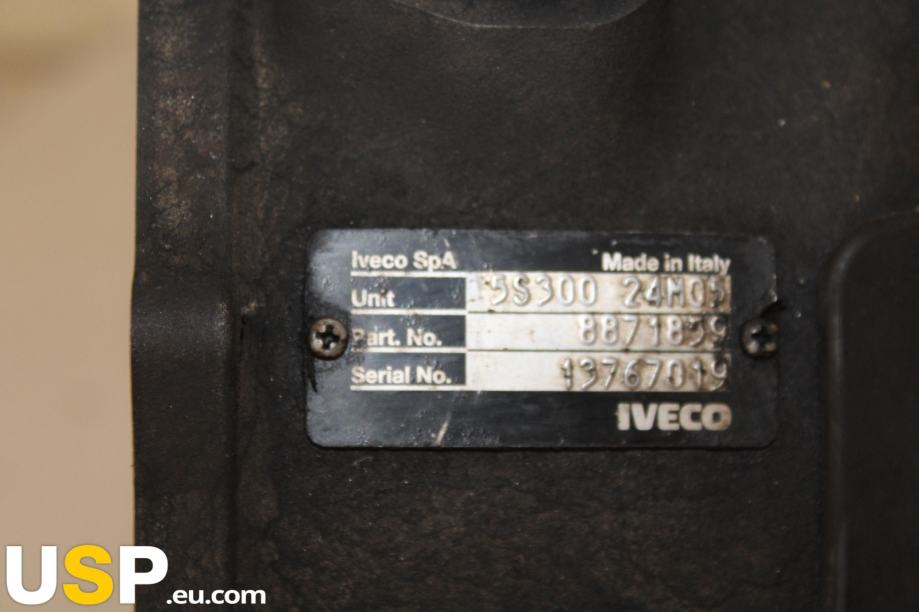 Iveco SpA Made in Italy
Unit 5S300 24M05
Part. No. 8871839
Serial No. 13767019
IVECO
USP.eu.com